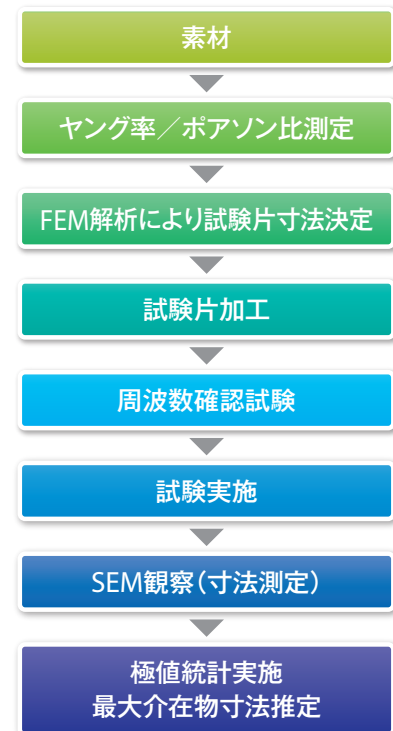 素材
ヤング率／ポアソン比測定
FEM解析により試験片寸法決定
試験片加工
周波数確認試験
試験実施
SEM観察（寸法測定）
極値統計実施
最大介在物寸法推定